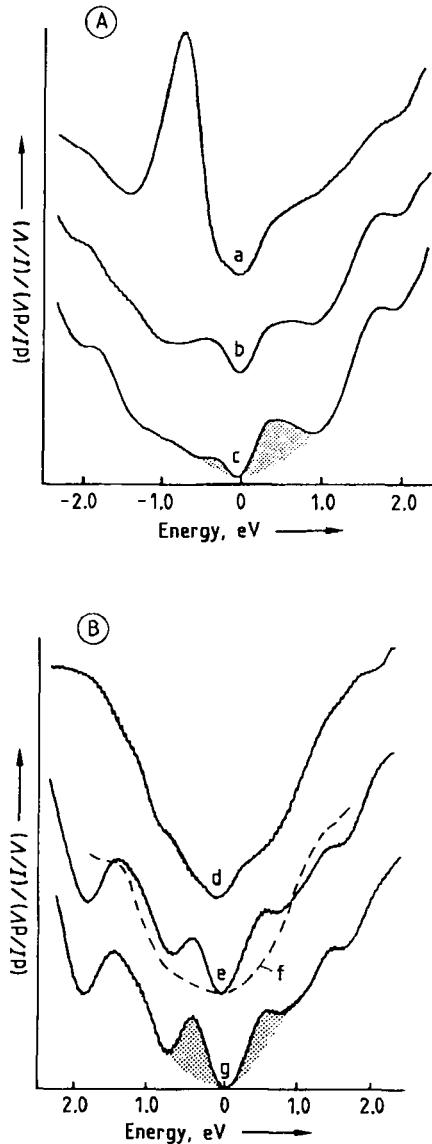 A
(dI/dV)/(I/V)
a
b
c
-2.0 -1.0 0 1.0 2.0
Energy, eV
B
(dI/dV)/(I/V)
d
e
f
g
2.0 1.0 0 1.0 2.0
Energy, eV